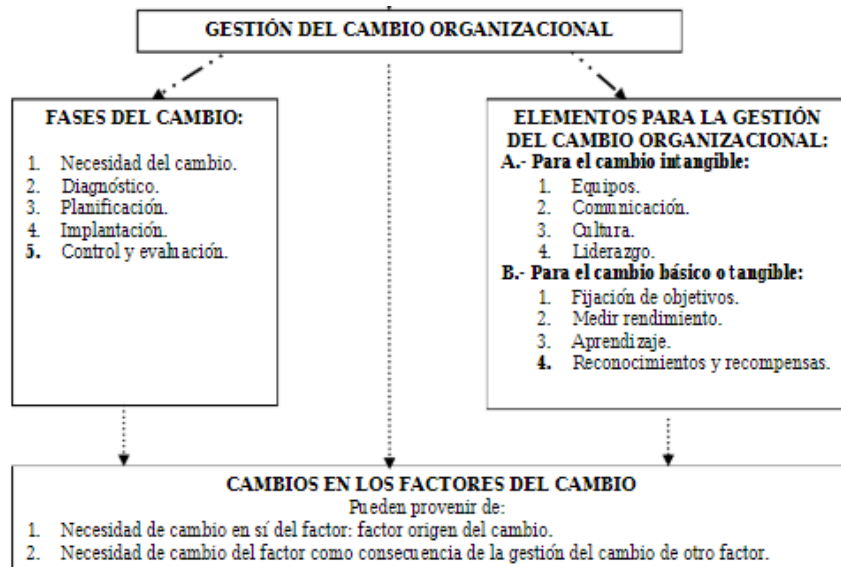 GESTIÓN DEL CAMBIO ORGANIZACIONAL
FASES DEL CAMBIO:
1. Necesidad del cambio.
2. Diagnóstico.
3. Planificación.
4. Implantación.
5. Control y evaluación.
ELEMENTOS PARA LA GESTIÓN
DEL CAMBIO ORGANIZACIONAL:
A.- Para el cambio intangible:
1. Equipos.
2. Comunicación.
3. Cultura.
4. Liderazgo.
B.- Para el cambio básico o tangible:
1. Fijación de objetivos.
2. Medir rendimiento.
3. Aprendizaje.
4. Reconocimientos y recompensas.
CAMBIOS EN LOS FACTORES DEL CAMBIO
Pueden provenir de:
1. Necesidad de cambio en sí del factor: factor origen del cambio.
2. Necesidad de cambio del factor como consecuencia de la gestión del cambio de otro factor.